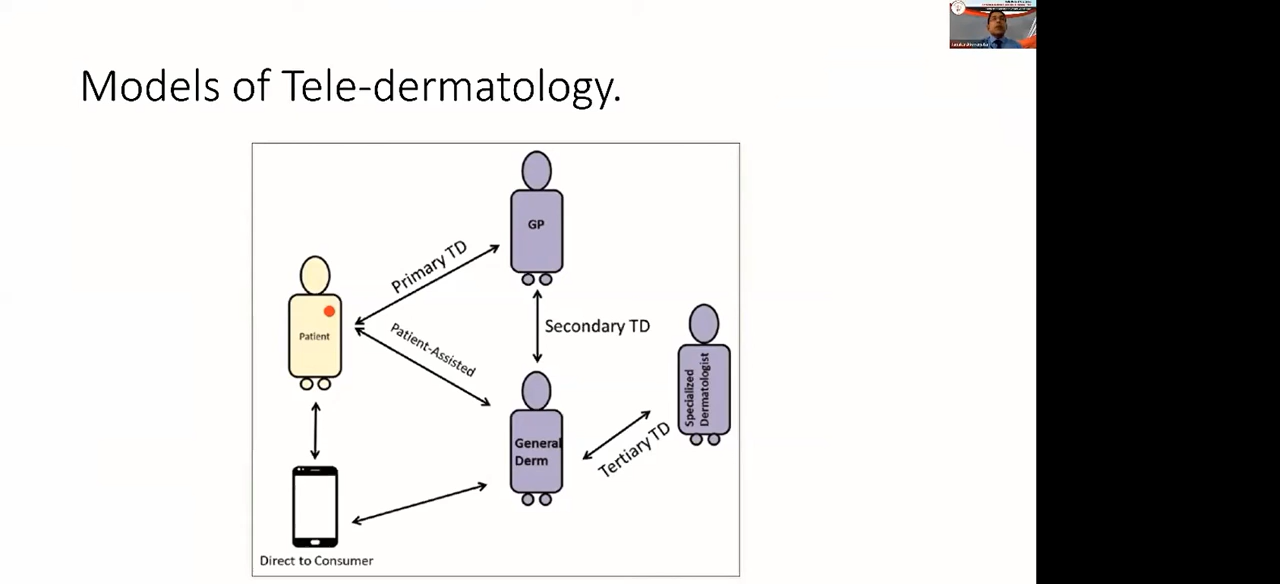 Models of Tele-dermatology.
GP
Primary TD
Secondary TD
Patient
Patient-Assisted
Specialized
Dermatologist
General
Derm
Tertiary TD
Direct to Consumer